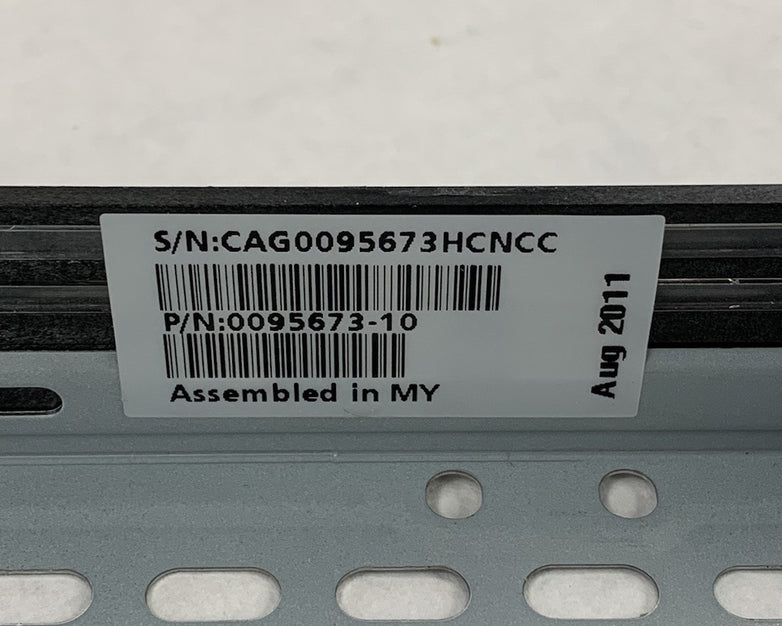 S/N:CAG0095673HCNCC
P/N:0095673-10
Assembled in MY
Aug 2011